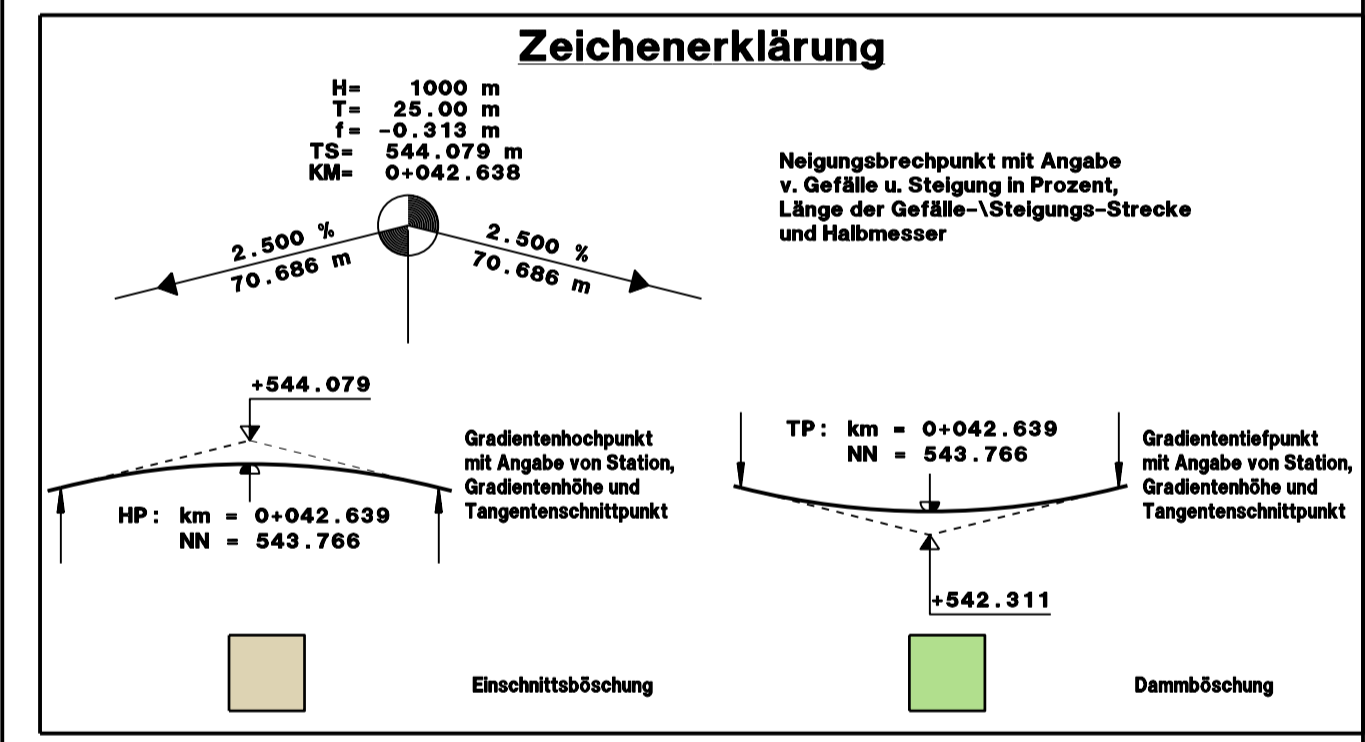 Zeichenerklärung
H= 1000 m
T= 25.00 m
f= -0.313 m
TS= 544.079 m
KM= 0+042.638
2.500 %
70.686 m
2.500 %
70.686 m
Neigungsbrechpunkt mit Angabe
v. Gefälle u. Steigung in Prozent,
Länge der Gefälle-\Steigungs-Strecke
und Halbmesser
+544.079
HP: km = 0+042.639
NN = 543.766
Gradientenhochpunkt
mit Angabe von Station,
Gradientenhöhe und
Tangentenschnittpunkt
TP: km = 0+042.639
NN = 543.766
+542.311
Gradiententiefpunkt
mit Angabe von Station,
Gradientenhöhe und
Tangentenschnittpunkt
Einschnittsböschung
Dammböschung